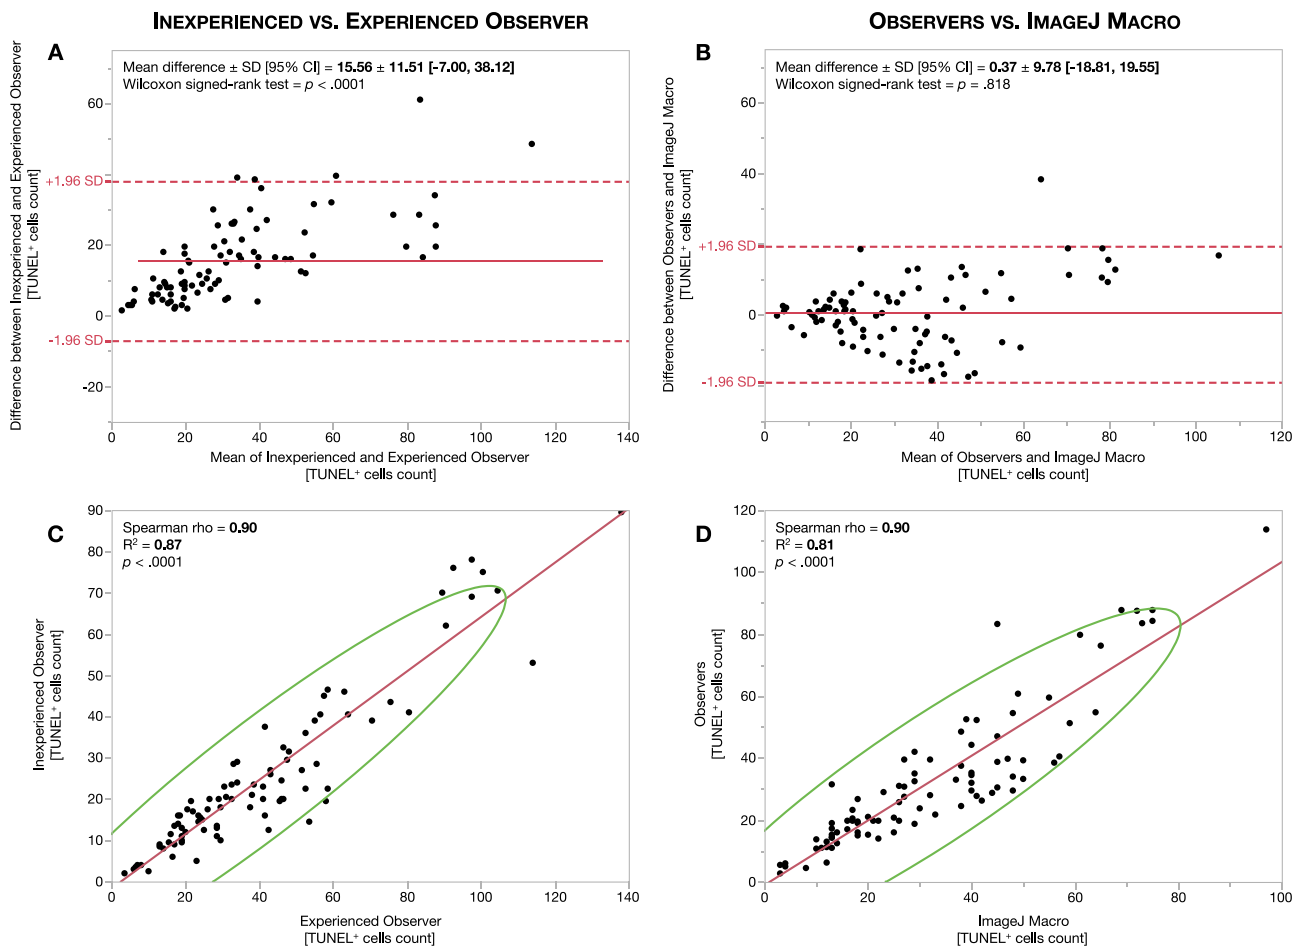 INEXPERIENCED VS. EXPERIENCED OBSERVER
OBSERVERS VS. IMAGEJ MACRO
A
Mean difference ± SD [95% CI] = 15.56 ± 11.51 [-7.00, 38.12]
Wilcoxon signed-rank test = p < .0001
Difference between Inexperienced and Experienced Observer
[TUNEL+ cells count]
60
40
20
0
-20
+1.96 SD
-1.96 SD
0 20 40 60 80 100 120 140
Mean of Inexperienced and Experienced Observer
[TUNEL+ cells count]
B
Mean difference ± SD [95% CI] = 0.37 ± 9.78 [-18.81, 19.55]
Wilcoxon signed-rank test = p = .818
Difference between Observers and ImageJ Macro
[TUNEL+ cells count]
60
40
20
0
+1.96 SD
-1.96 SD
0 20 40 60 80 100 120
Mean of Observers and ImageJ Macro
[TUNEL+ cells count]
C
Spearman rho = 0.90
R2 = 0.87
p < .0001
Inexperienced Observer
[TUNEL+ cells count]
90
80
70
60
50
40
30
20
10
0
0 20 40 60 80 100 120 140
Experienced Observer
[TUNEL+ cells count]
D
Spearman rho = 0.90
R2 = 0.81
p < .0001
Observers
[TUNEL+ cells count]
120
100
80
60
40
20
0
0 20 40 60 80 100
ImageJ Macro
[TUNEL+ cells count]